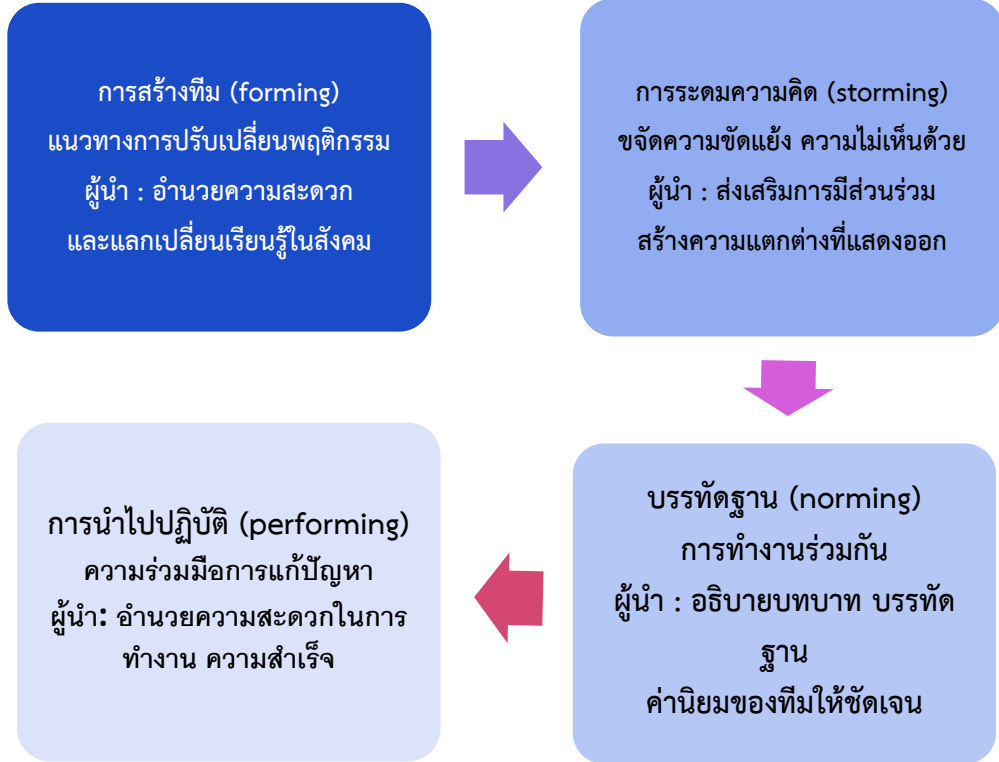 การสร้างทีม (forming)
แนวทางการปรับเปลี่ยนพฤติกรรม
ผู้นำ : อำนวยความสะดวก
และแลกเปลี่ยนเรียนรู้ในสังคม
การระดมความคิด (storming)
ขจัดความขัดแย้ง ความไม่เห็นด้วย
ผู้นำ : ส่งเสริมการมีส่วนร่วม
สร้างความแตกต่างที่แสดงออก
บรรทัดฐาน (norming)
การทำงานร่วมกัน
ผู้นำ : อธิบายบทบาท บรรทัด
ฐาน
ค่านิยมของทีมให้ชัดเจน
การนำไปปฏิบัติ (performing)
ความร่วมมือการแก้ปัญหา
ผู้นำ: อำนวยความสะดวกในการ
ทำงาน ความสำเร็จ